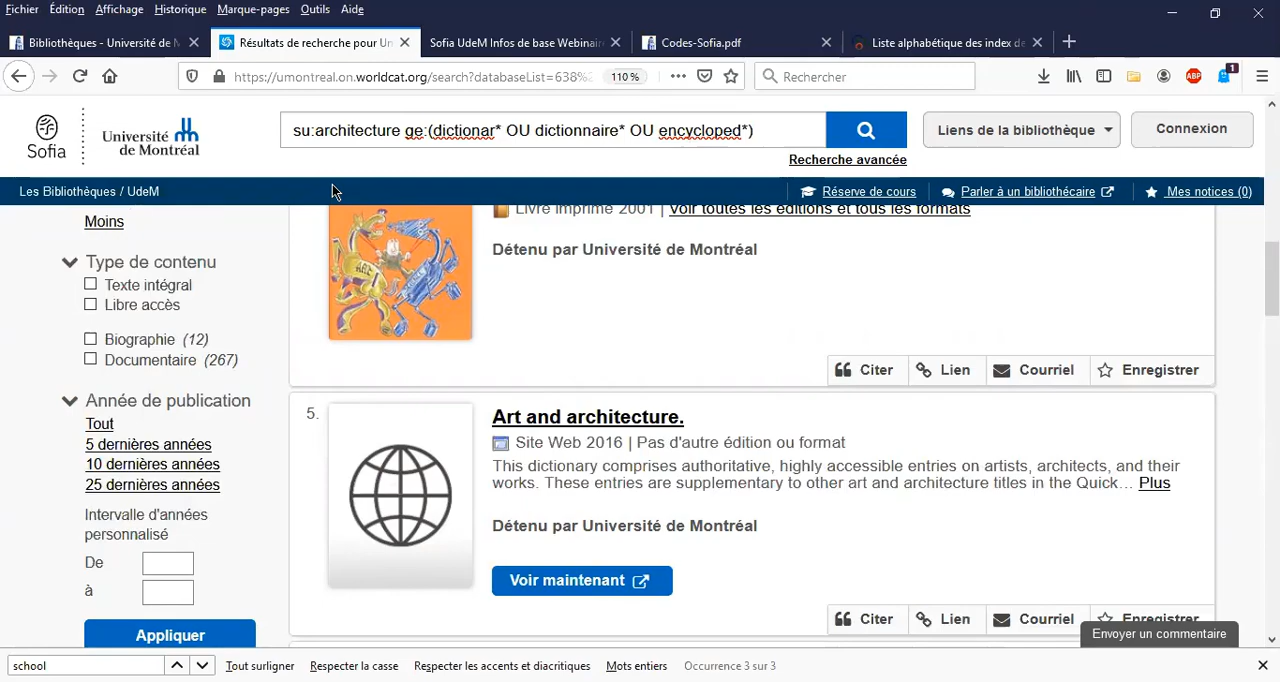 Fichier Édition Affichage Historique Marque-pages Outils Aide
Bibliothèques - Université de M Résultats de recherche pour Un Sofia UdeM Infos de base Webinaire Codes-Sofia.pdf Liste alphabétique des index de
https://umontreal.on.worldcat.org/search?databaseList=638% 110 % Rechercher ABP 1
Sofia Université de Montréal su:architecture ge:(dictionar* OU dictionnaire* OU encycloped*) Liens de la bibliothèque Connexion
Recherche avancée
Les Bibliothèques / UdeM Réserve de cours Parler à un bibliothécaire Mes notices (0)
Moins
Type de contenu
Texte intégral
Libre accès
Biographie (12)
Documentaire (267)
Année de publication
Tout
5 dernières années
10 dernières années
25 dernières années
Intervalle d'années
personnalisé
De
à
Appliquer
Livre imprimé 2001 | Voir toutes les éditions et tous les formats
Détenu par Université de Montréal
Citer Lien Courriel Enregistrer
5. Art and architecture.
Site Web 2016 | Pas d'autre édition ou format
This dictionary comprises authoritative, highly accessible entries on artists, architects, and their
works. These entries are supplementary to other art and architecture titles in the Quick… Plus
Détenu par Université de Montréal
Voir maintenant
Citer Lien Courriel Enregistrer
Envoyer un commentaire
school Tout surligner Respecter la casse Respecter les accents et diacritiques Mots entiers Occurrence 3 sur 3